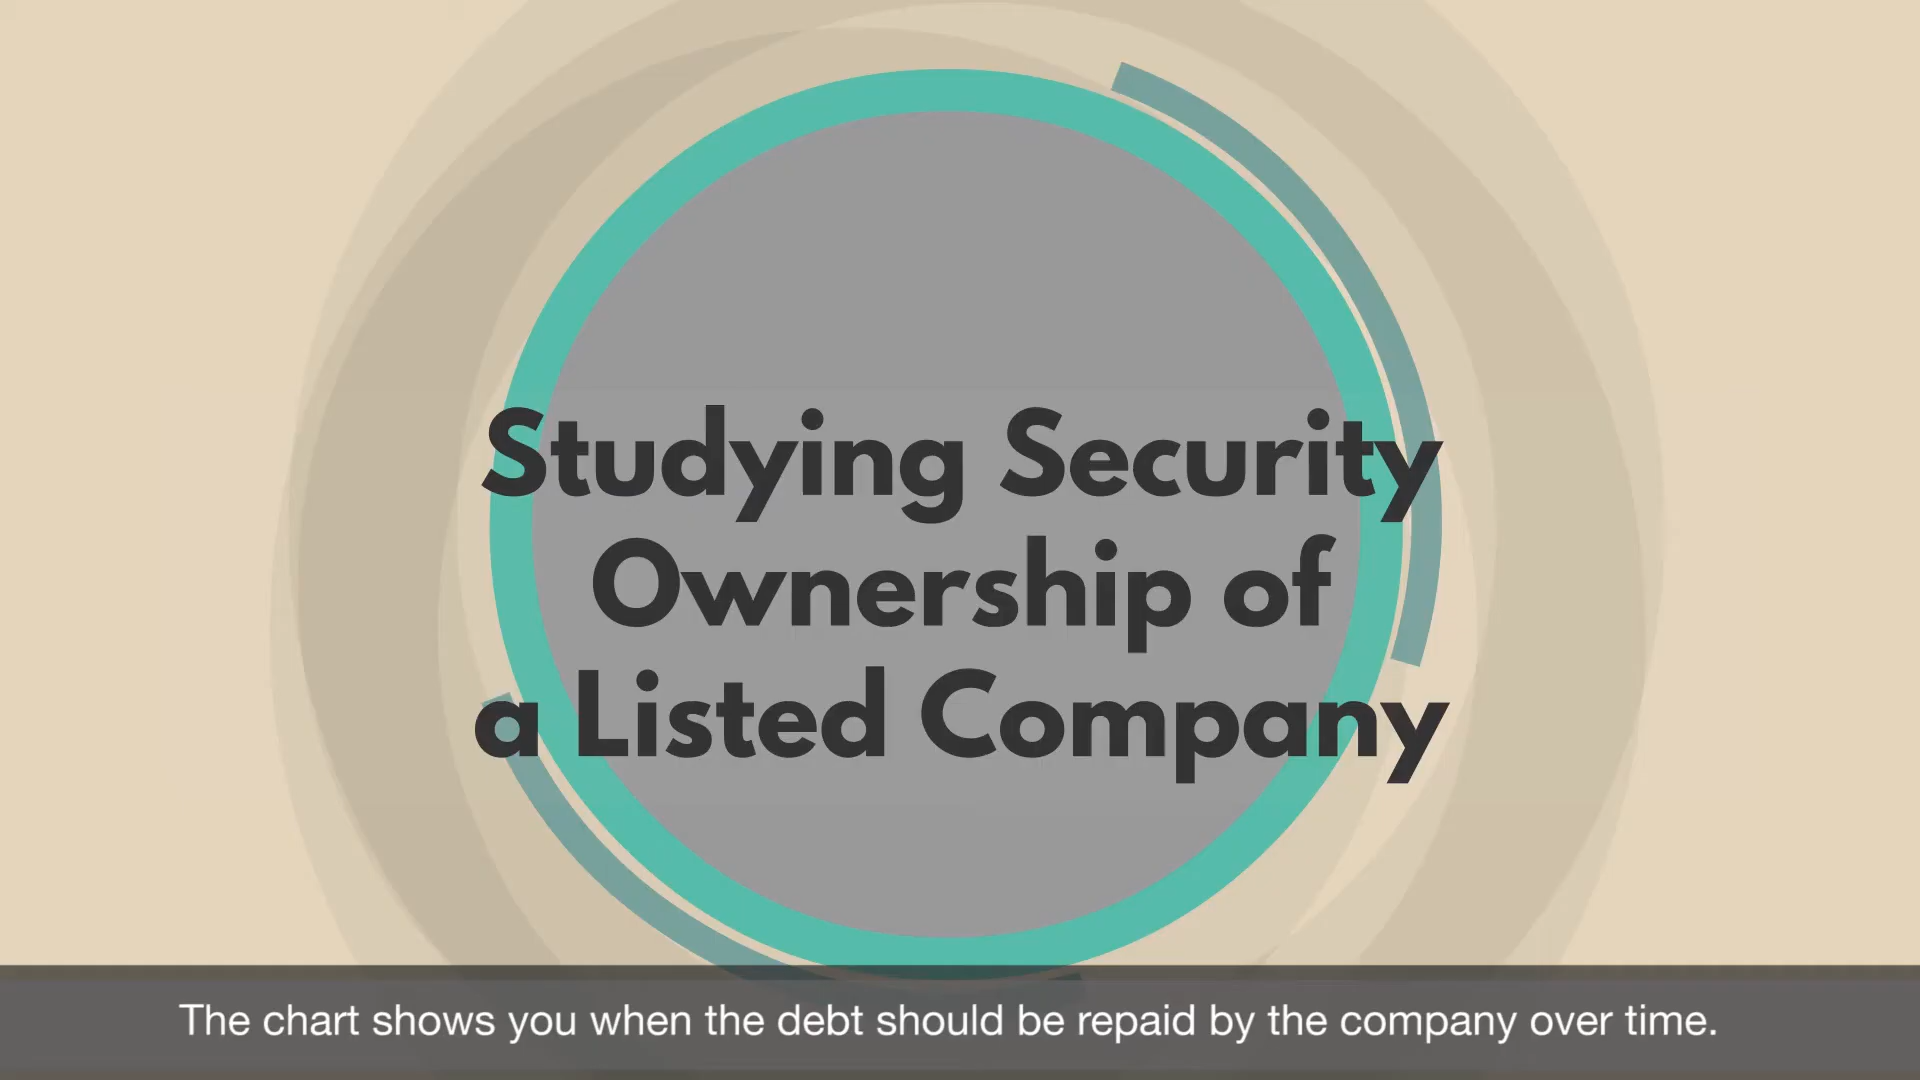 Studying Security
Ownership of
a Listed Company
The chart shows you when the debt should be repaid by the company over time.